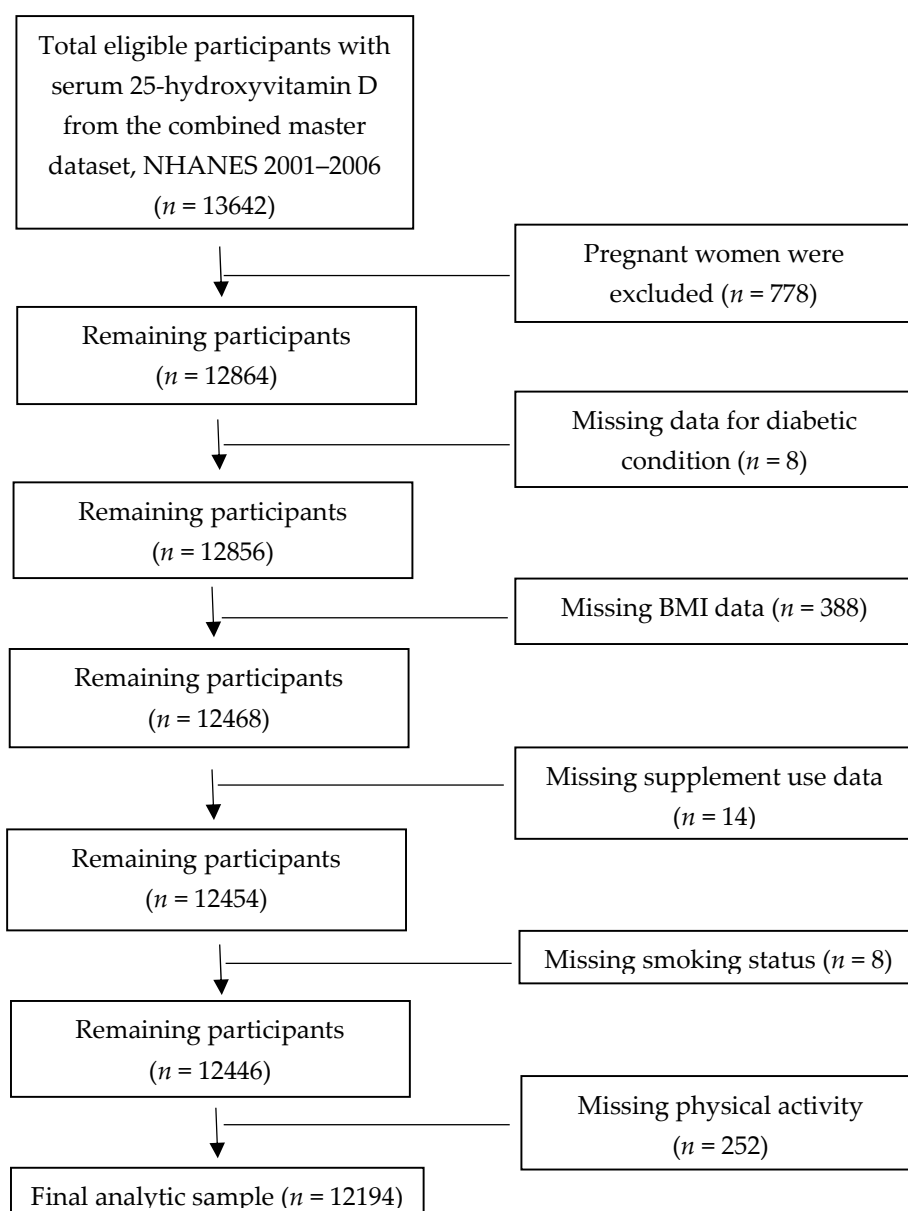 Total eligible participants with
serum 25-hydroxyvitamin D
from the combined master
dataset, NHANES 2001–2006
(n = 13642)
Pregnant women were
excluded (n = 778)
Remaining participants
(n = 12864)
Missing data for diabetic
condition (n = 8)
Remaining participants
(n = 12856)
Missing BMI data (n = 388)
Remaining participants
(n = 12468)
Missing supplement use data
(n = 14)
Remaining participants
(n = 12454)
Missing smoking status (n = 8)
Remaining participants
(n = 12446)
Missing physical activity
(n = 252)
Final analytic sample (n = 12194)